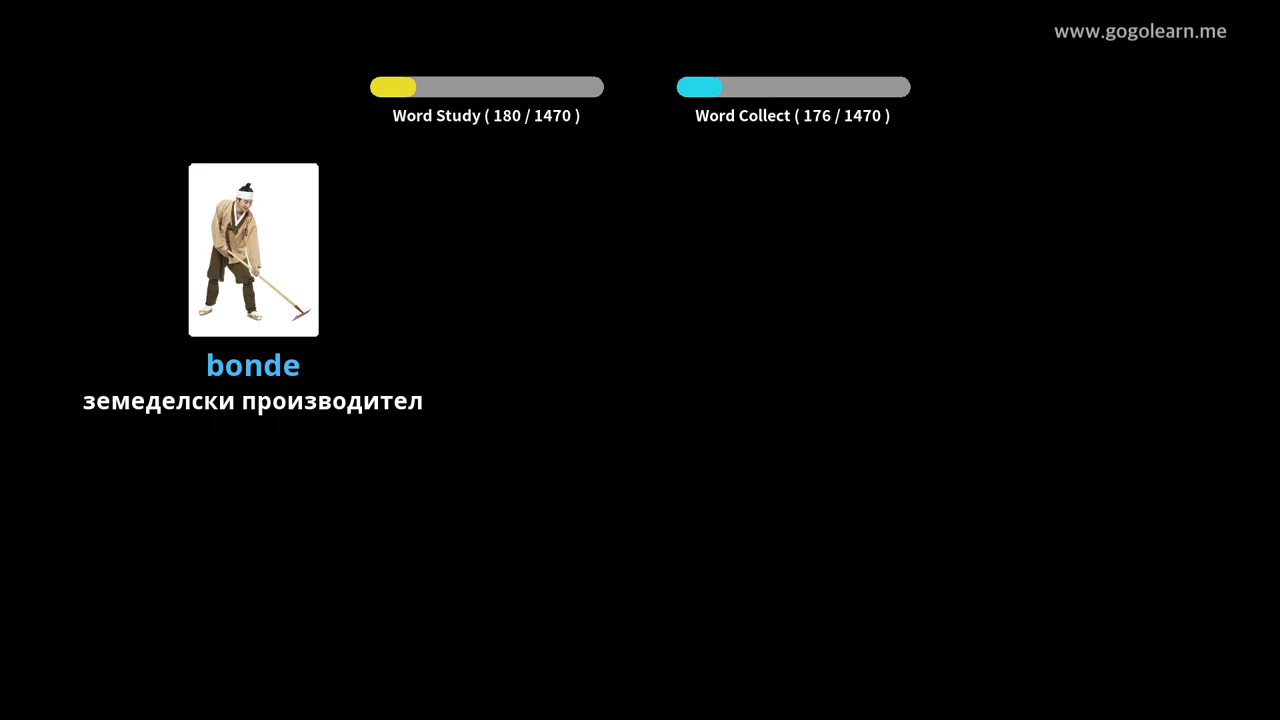 www.gogolearn.me
Word Study ( 180 / 1470 )
Word Collect ( 176 / 1470 )
bonde
земеделски производител